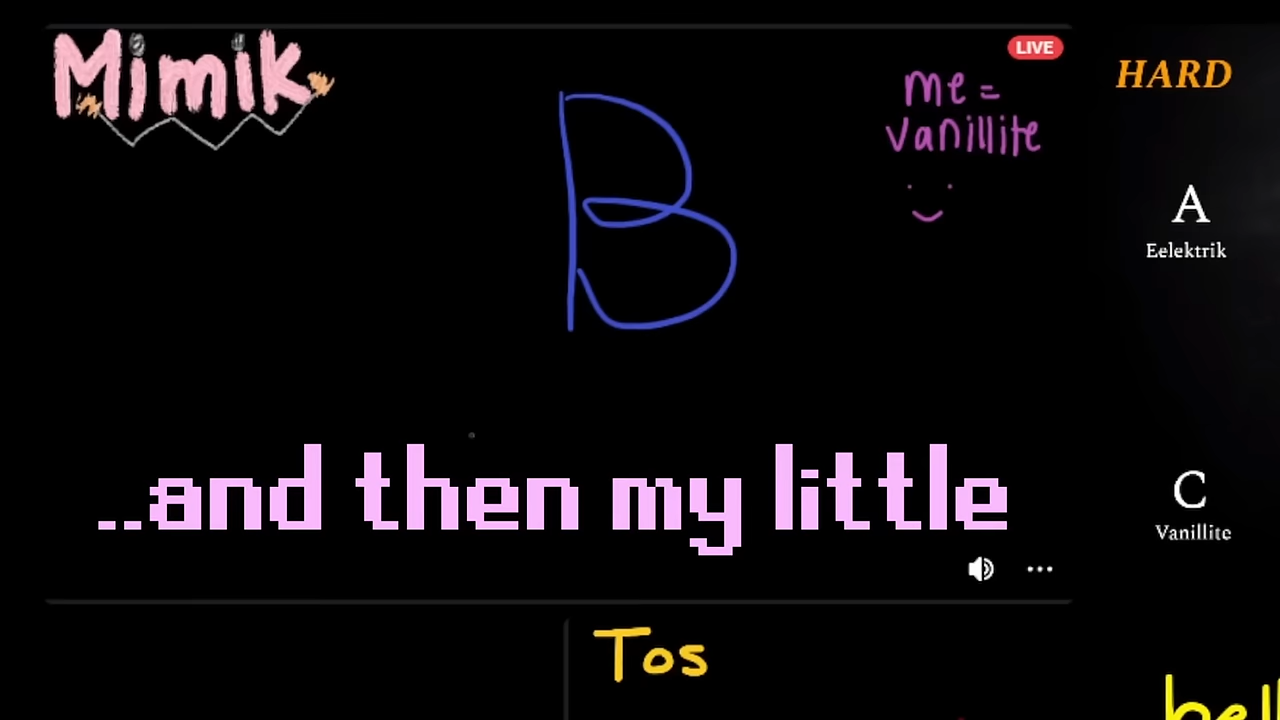 Mimik
LIVE
me =
vanillite
B
HARD
A
Eelektrik
..and then my little
C
Vanillite
Tos